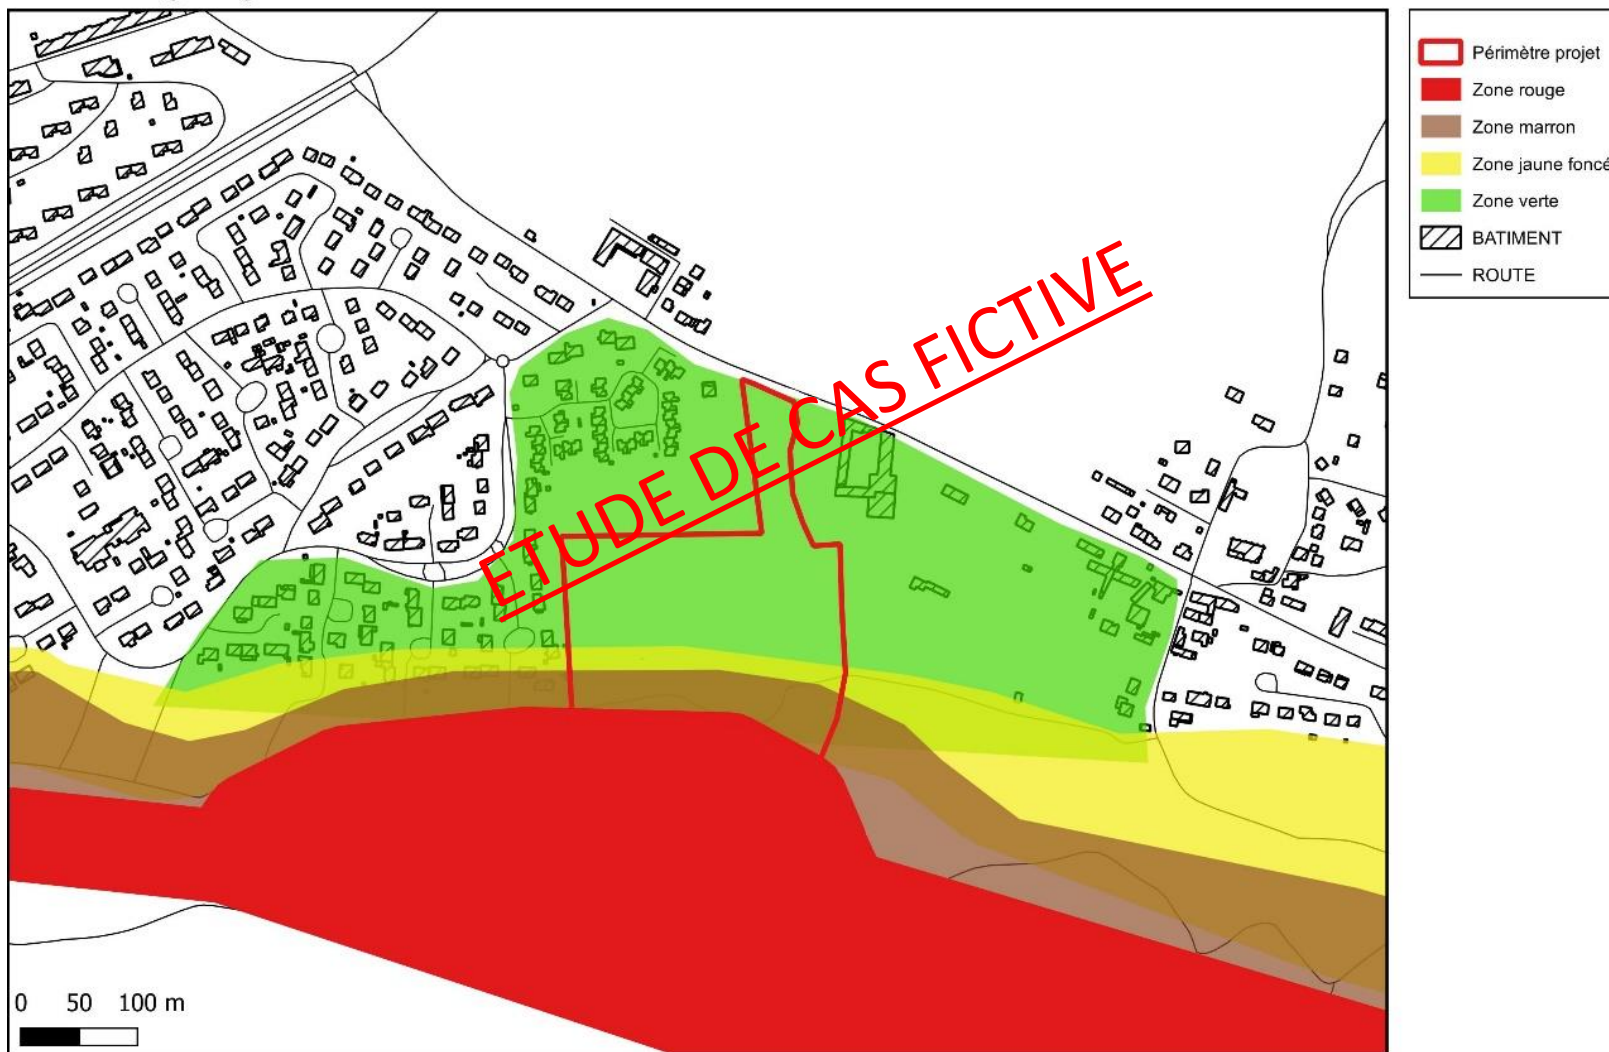 Périmètre projet
Zone rouge
Zone marron
Zone jaune foncé
Zone verte
BATIMENT
ROUTE
ETUDE DE CAS FICTIVE
0 50 100 m